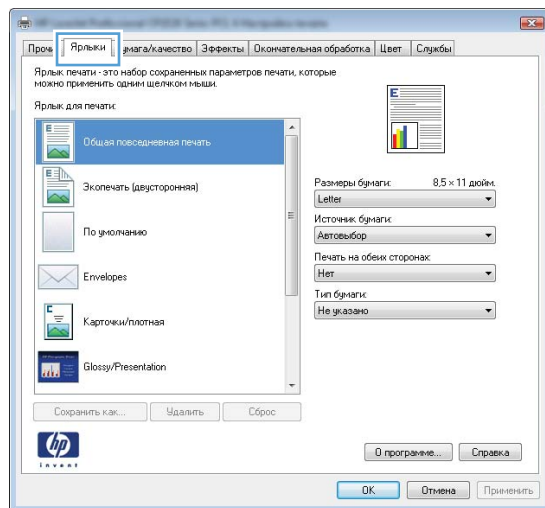 Ярлыки
Бумага/качество
Эффекты
Окончательная обработка
Цвет
Службы
Ярлык печати - это набор сохраненных параметров печати, которые
можно применить одним щелчком мыши.
Ярлык для печати:
Общая повседневная печать
Экопечать (двусторонняя)
По умолчанию
Envelopes
Карточки/плотная
Glossy/Presentation
Сохранить как...
Удалить
Сброс
E
Размеры бумаги:
8,5 × 11 дюйм.
Letter
Источник бумаги:
Автовыбор
Печать на обеих сторонах:
Нет
Тип бумаги:
Не указано
hp
invent
О программе...
Справка
OK
Отмена
Применить